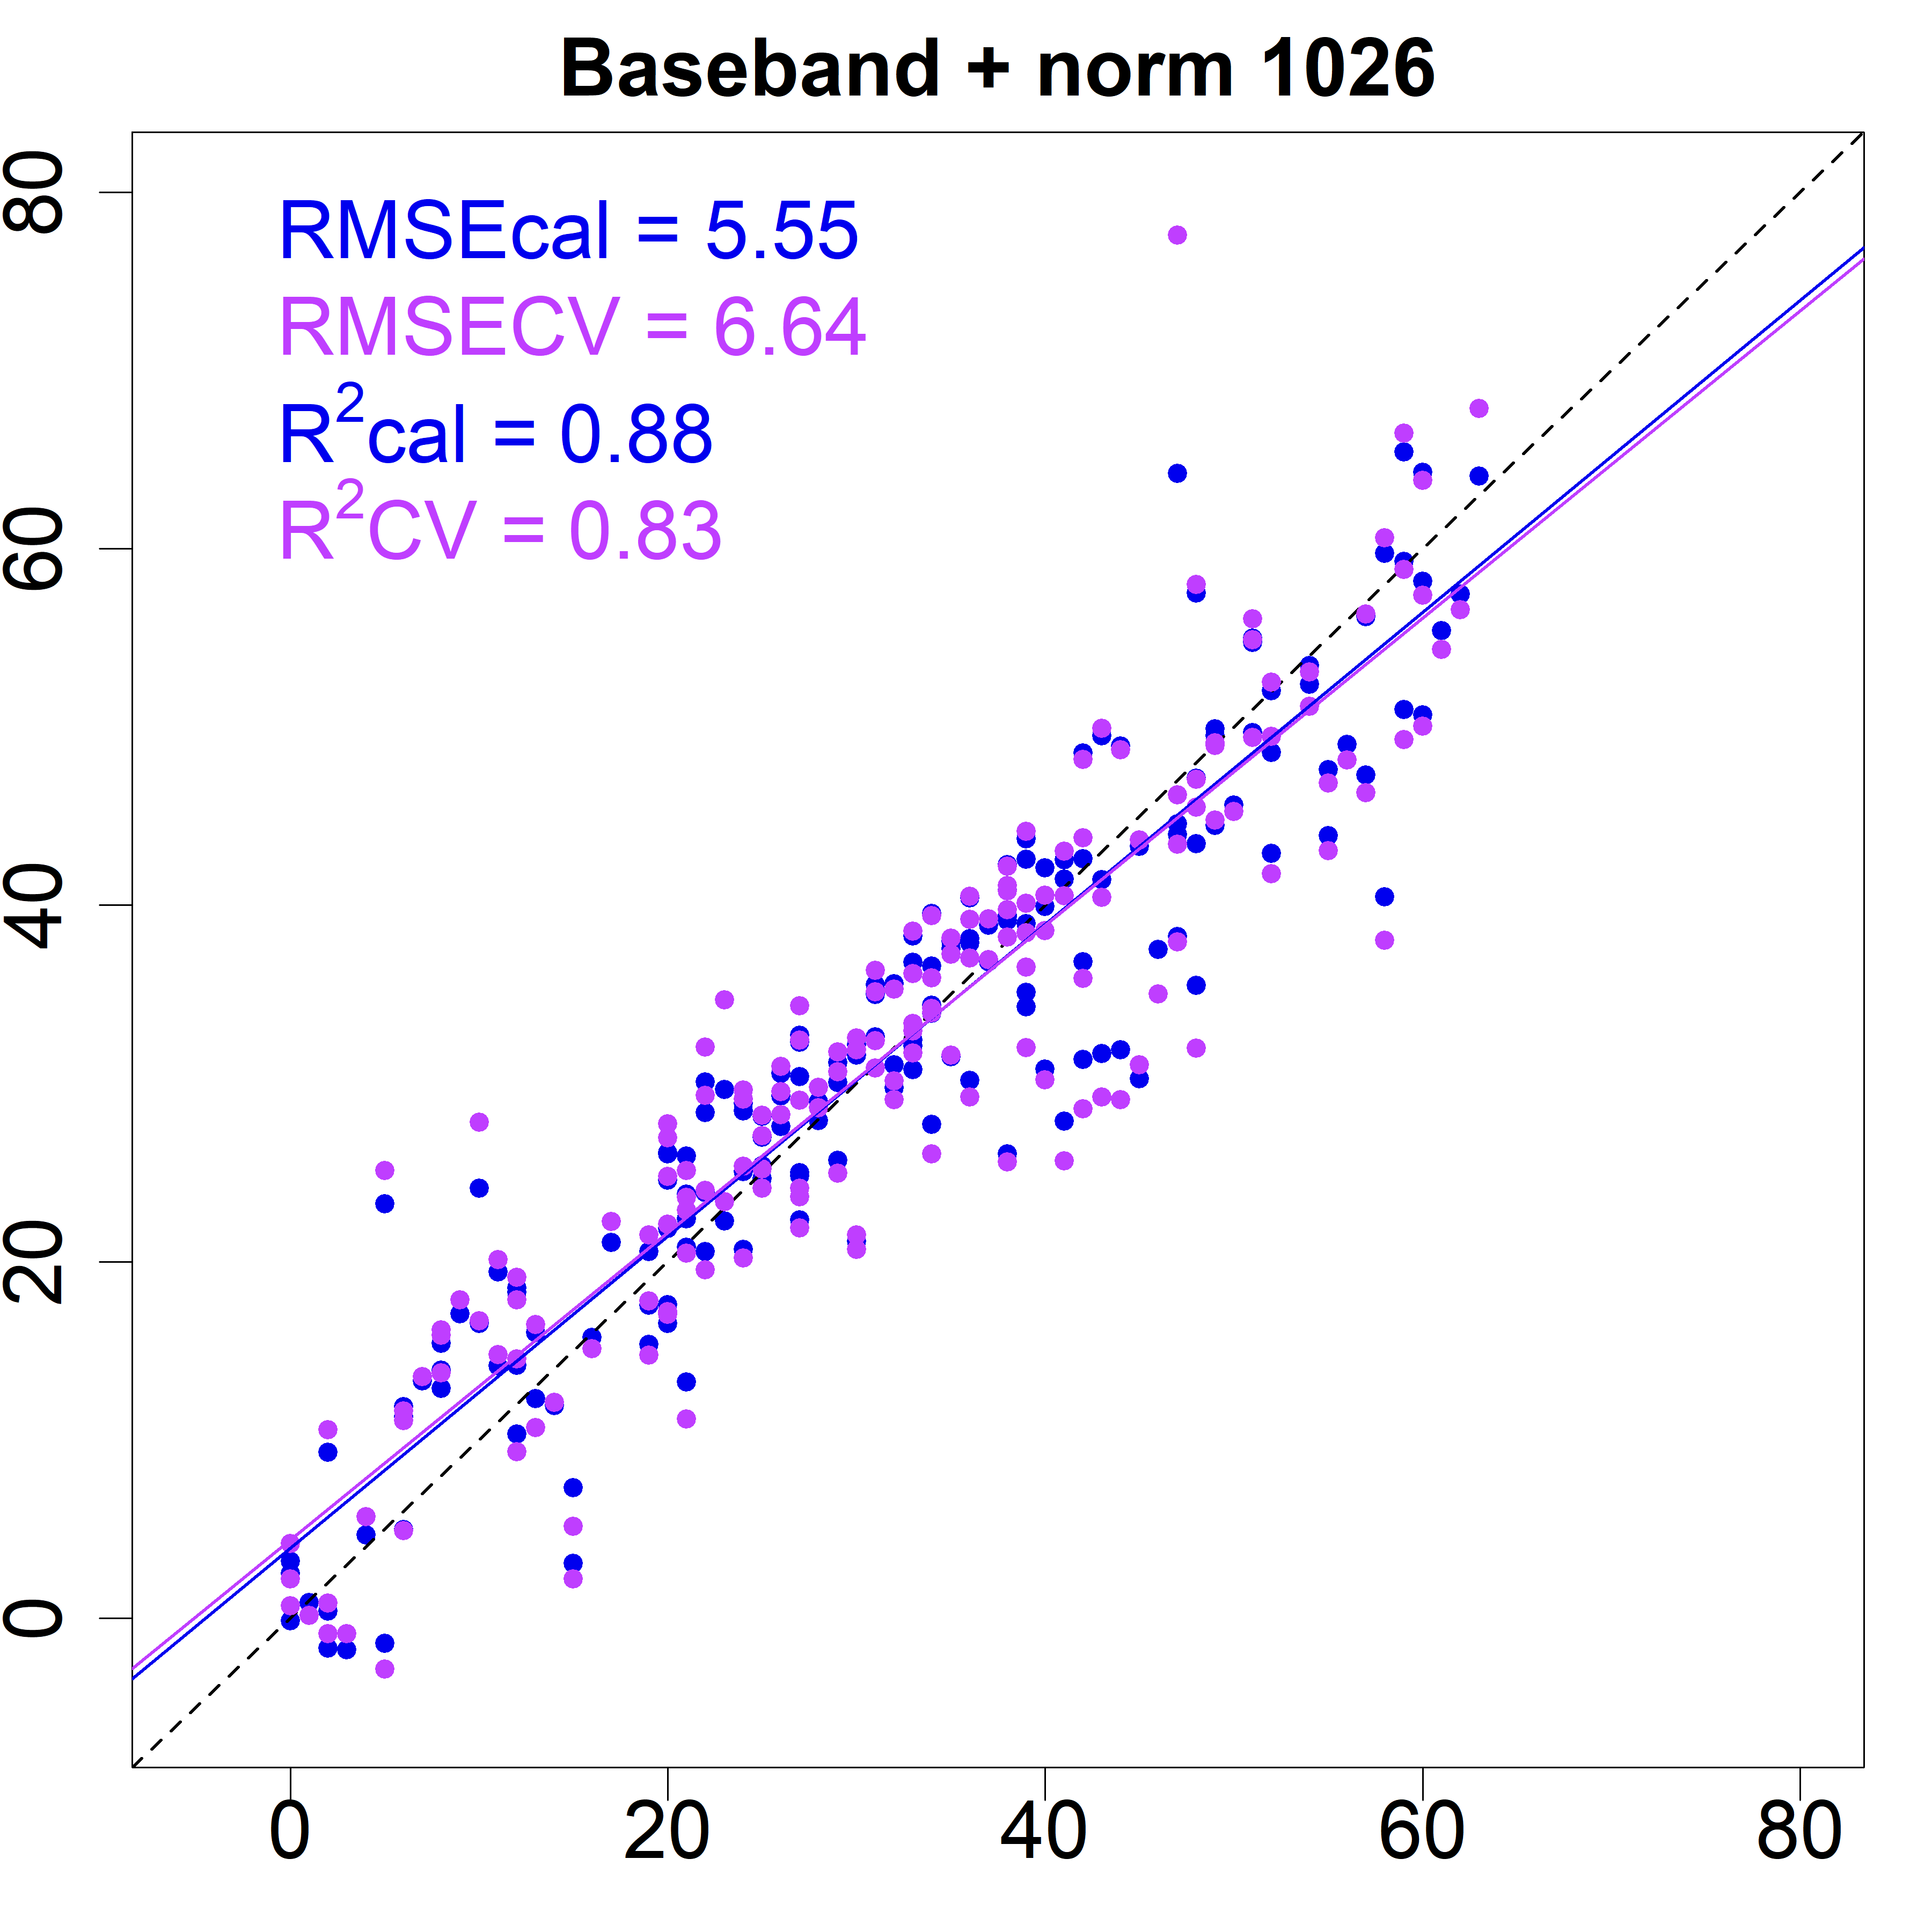 Baseband + norm 1026
RMSEcal = 5.55
RMSECV = 6.64
R²cal = 0.88
R²CV = 0.83
80
60
40
20
0
0 20 40 60 80